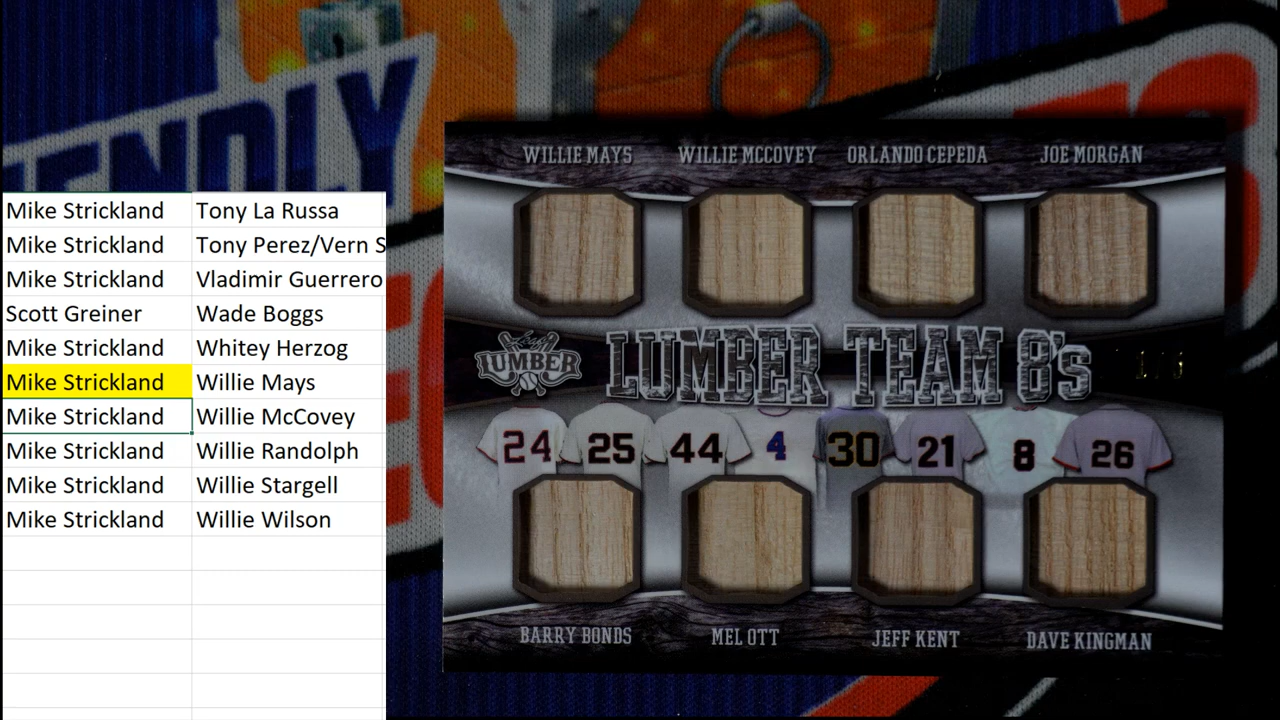 ENDLY
Mike Strickland Tony La Russa
Mike Strickland Tony Perez/Vern S
Mike Strickland Vladimir Guerrero
Scott Greiner Wade Boggs
Mike Strickland Whitey Herzog
Mike Strickland Willie Mays
Mike Strickland Willie McCovey
Mike Strickland Willie Randolph
Mike Strickland Willie Stargell
Mike Strickland Willie Wilson
WILLIE MAYS WILLIE MCCOVEY ORLANDO CEPEDA JOE MORGAN
Leaf
LUMBER
LUMBER TEAM 8's
24 25 44 4 30 21 8 26
BARRY BONDS MEL OTT JEFF KENT DAVE KINGMAN